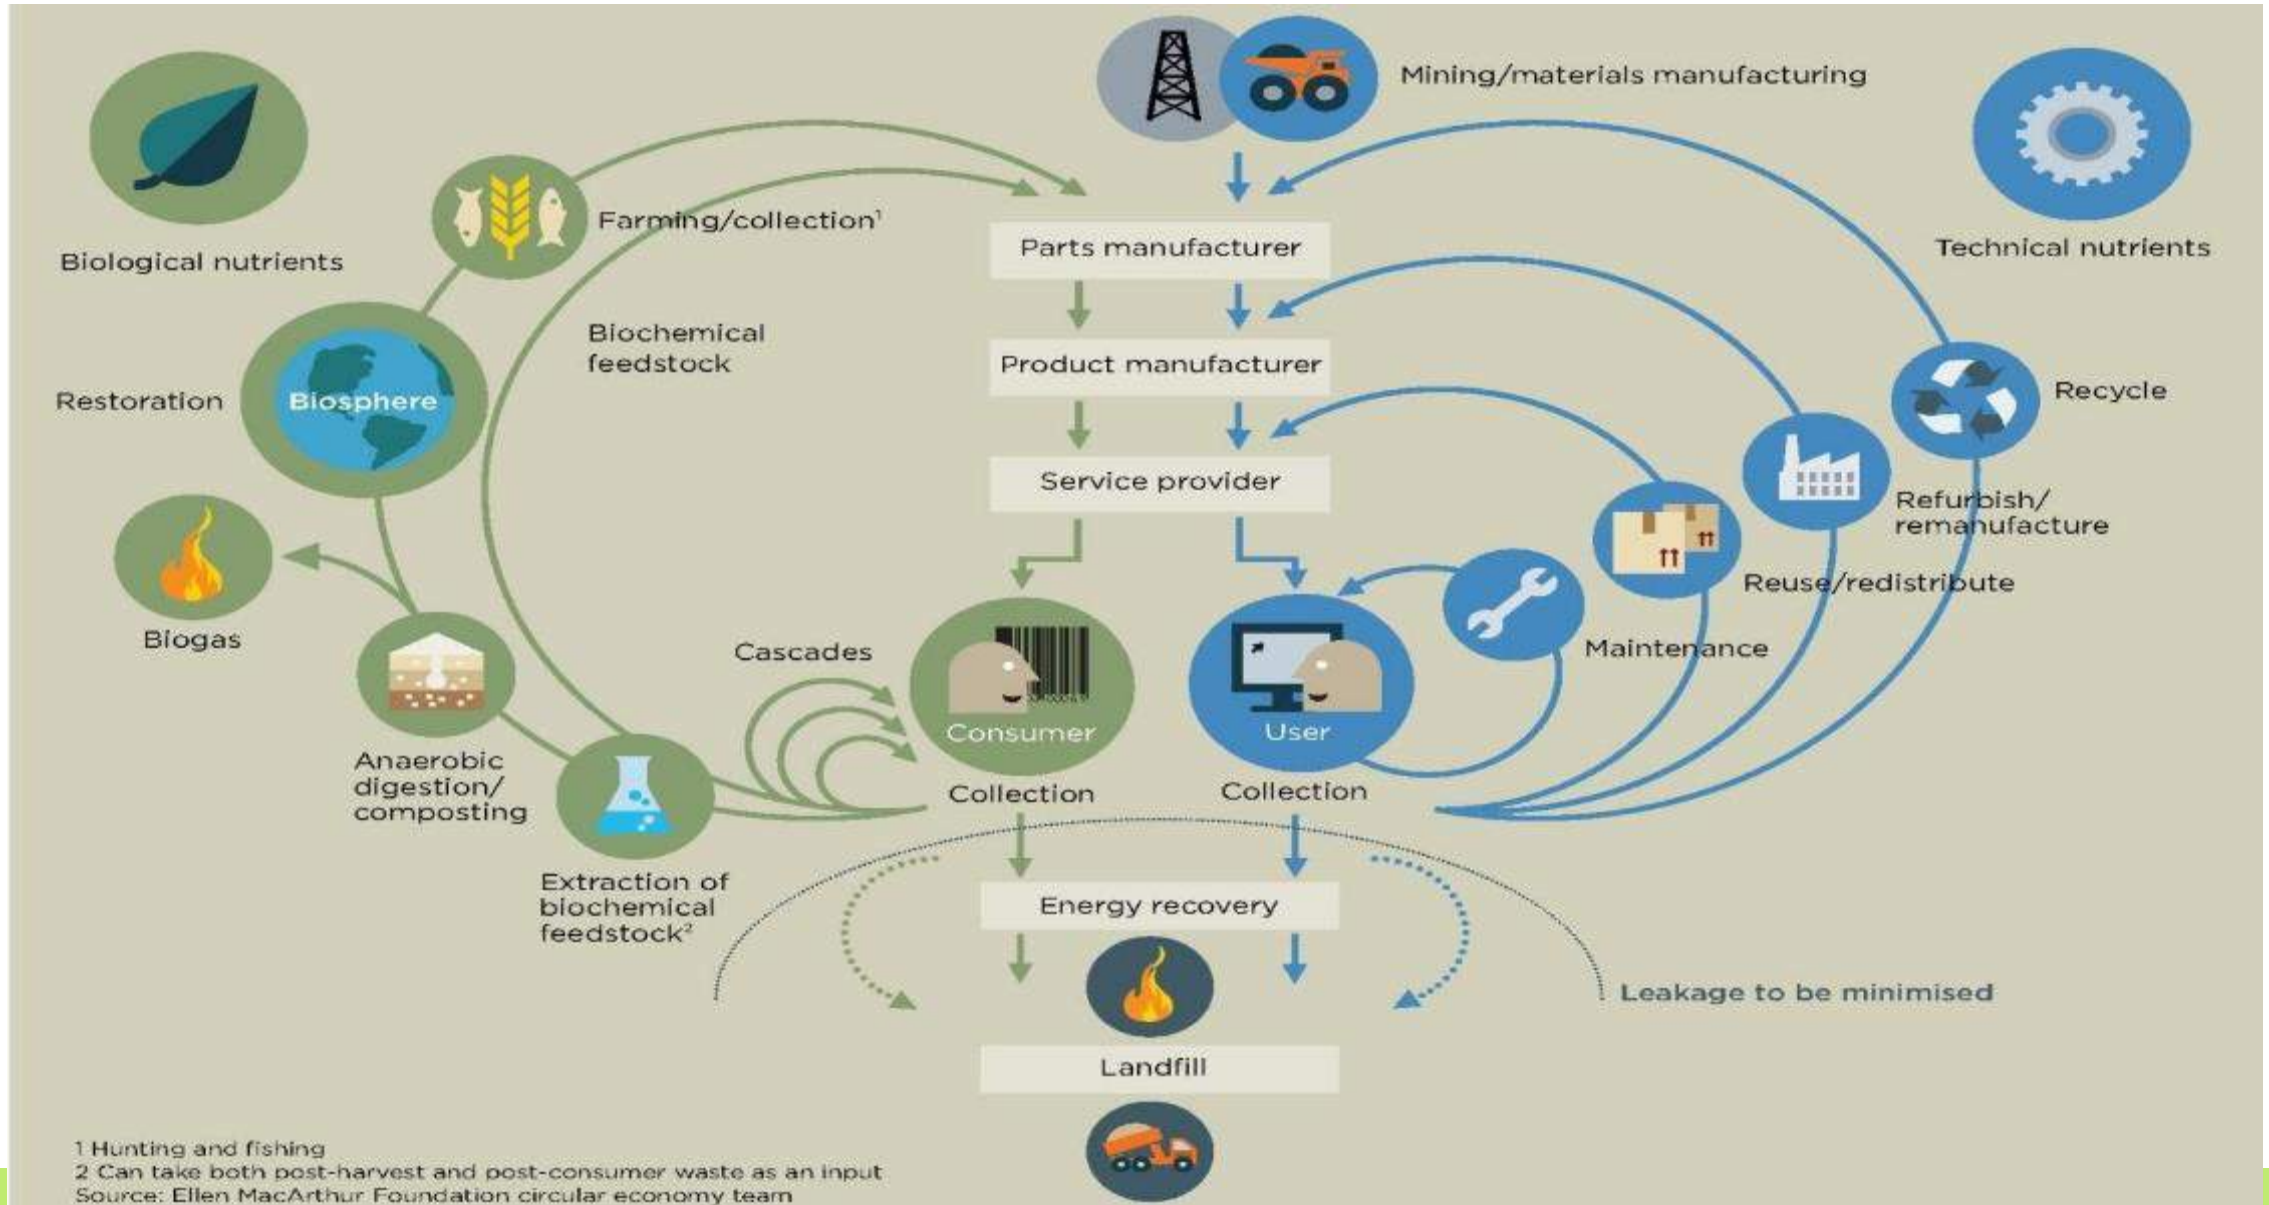 Mining/materials manufacturing
Biological nutrients
Farming/collection¹
Technical nutrients
Parts manufacturer
Biochemical
feedstock
Product manufacturer
Restoration
Biosphere
Recycle
Service provider
Refurbish/
remanufacture
Reuse/redistribute
Biogas
Cascades
Maintenance
Consumer
User
Anaerobic
digestion/
composting
Collection
Collection
Extraction of
biochemical
feedstock²
Energy recovery
Leakage to be minimised
Landfill
1 Hunting and fishing
2 Can take both post-harvest and post-consumer waste as an input
Source: Ellen MacArthur Foundation circular economy team